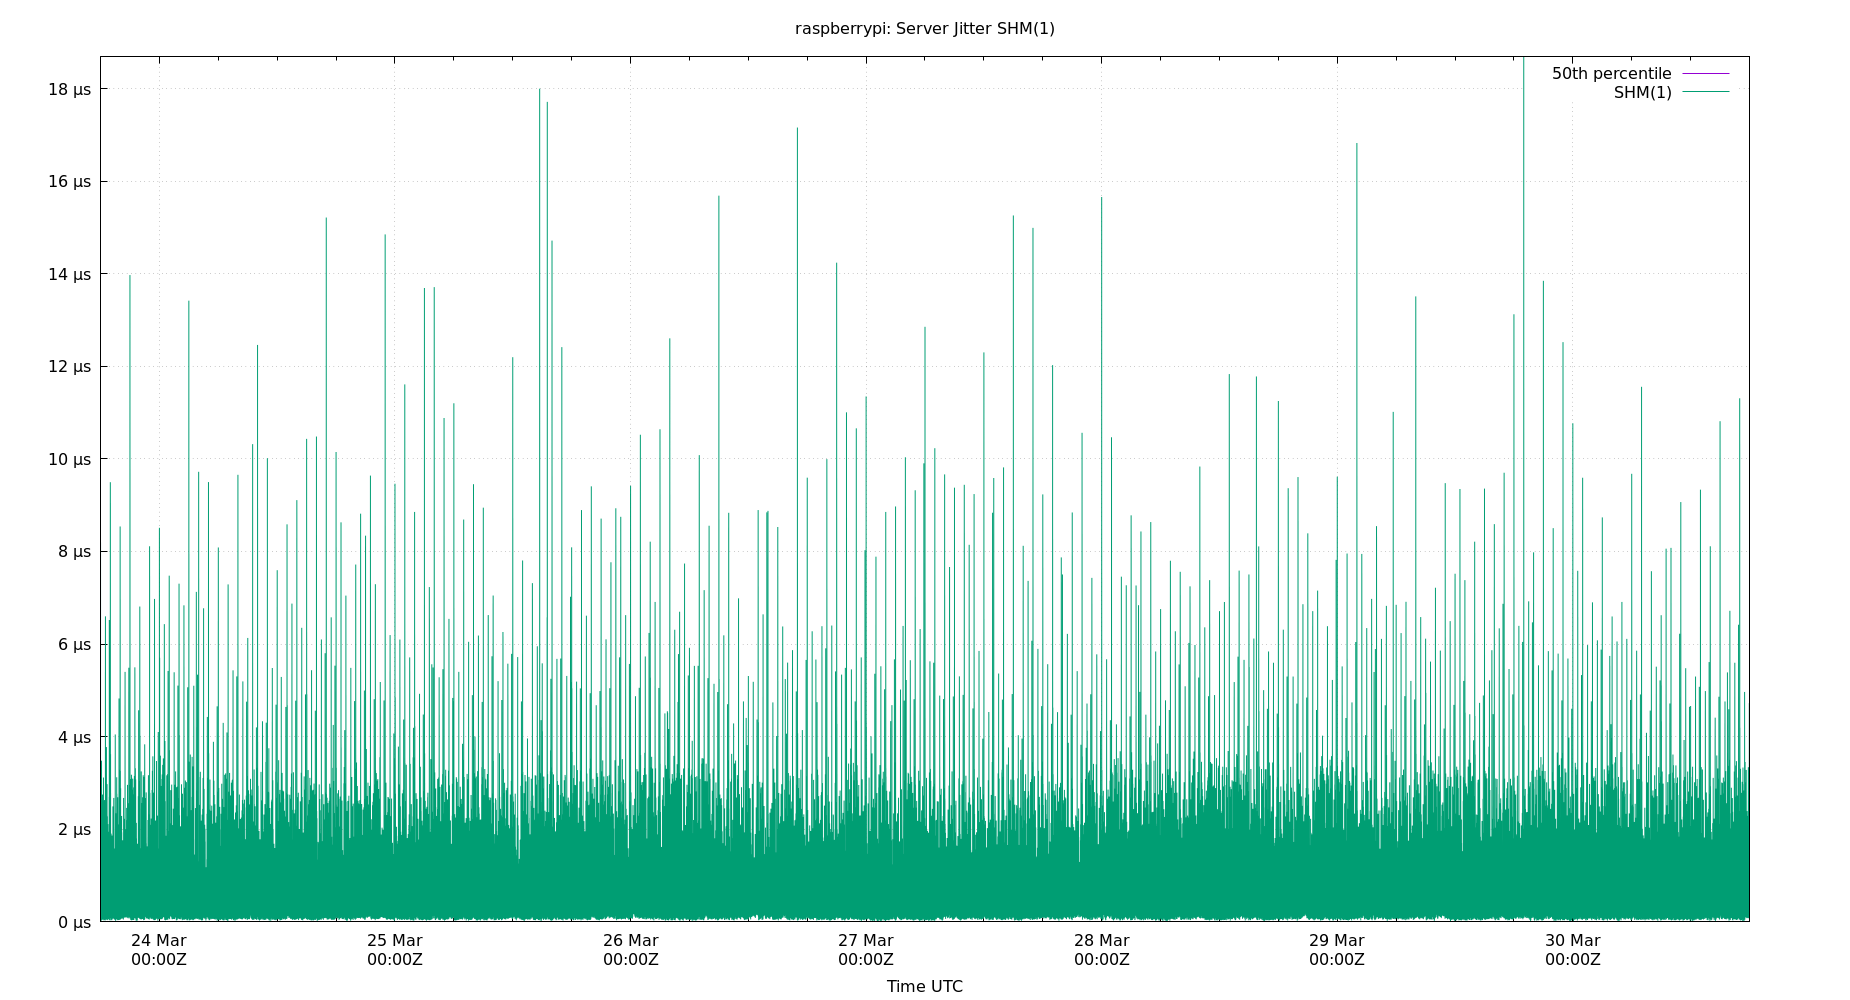 raspberrypi: Server Jitter SHM(1)
50th percentile
SHM(1)
18 µs
16 µs
14 µs
12 µs
10 µs
8 µs
6 µs
4 µs
2 µs
0 µs
24 Mar 25 Mar 26 Mar 27 Mar 28 Mar 29 Mar 30 Mar
00:00Z 00:00Z 00:00Z 00:00Z 00:00Z 00:00Z 00:00Z
Time UTC